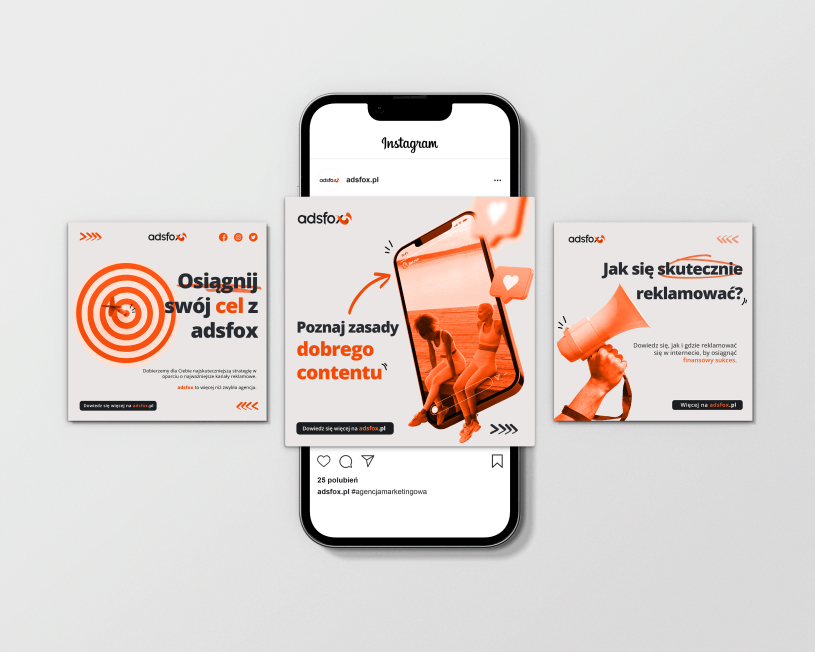 Instagram
adsfox
adsfox.pl
adsfox
Osiągnij
swój cel z
adsfox
Dobierzemy dla Ciebie najskuteczniejszą strategię w
oparciu o najważniejsze kanały reklamowe.
adsfox to więcej niż zwykła agencja.
Dowiedz się więcej na adsfox.pl
adsfox
Poznaj zasady
dobrego
contentu
Dowiedz się więcej na adsfox.pl
adsfox
Jak się skutecznie
reklamować?
Dowiedz się, jak i gdzie reklamować
się w internecie, by osiągnąć
finansowy sukces.
Więcej na adsfox.pl
25 polubień
adsfox.pl #agencjamarketingowa